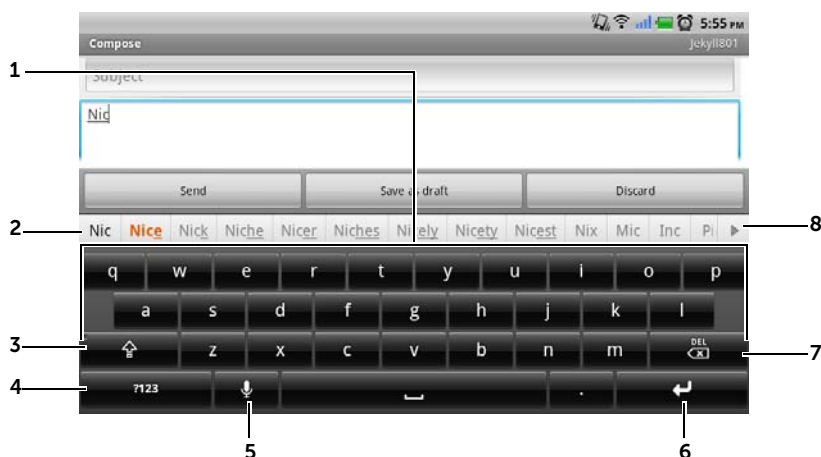 5:55 PM
Compose Jekyll801
1
Subject
Nic
Send Save as draft Discard
2 Nic Nice Nick Niche Nicer Niches Nicely Nicety Nicest Nix Mic Inc 8
q w e r t y u i o p
a s d f g h j k l
3 z x c v b n m DEL 7
4 ?123 .
5 6